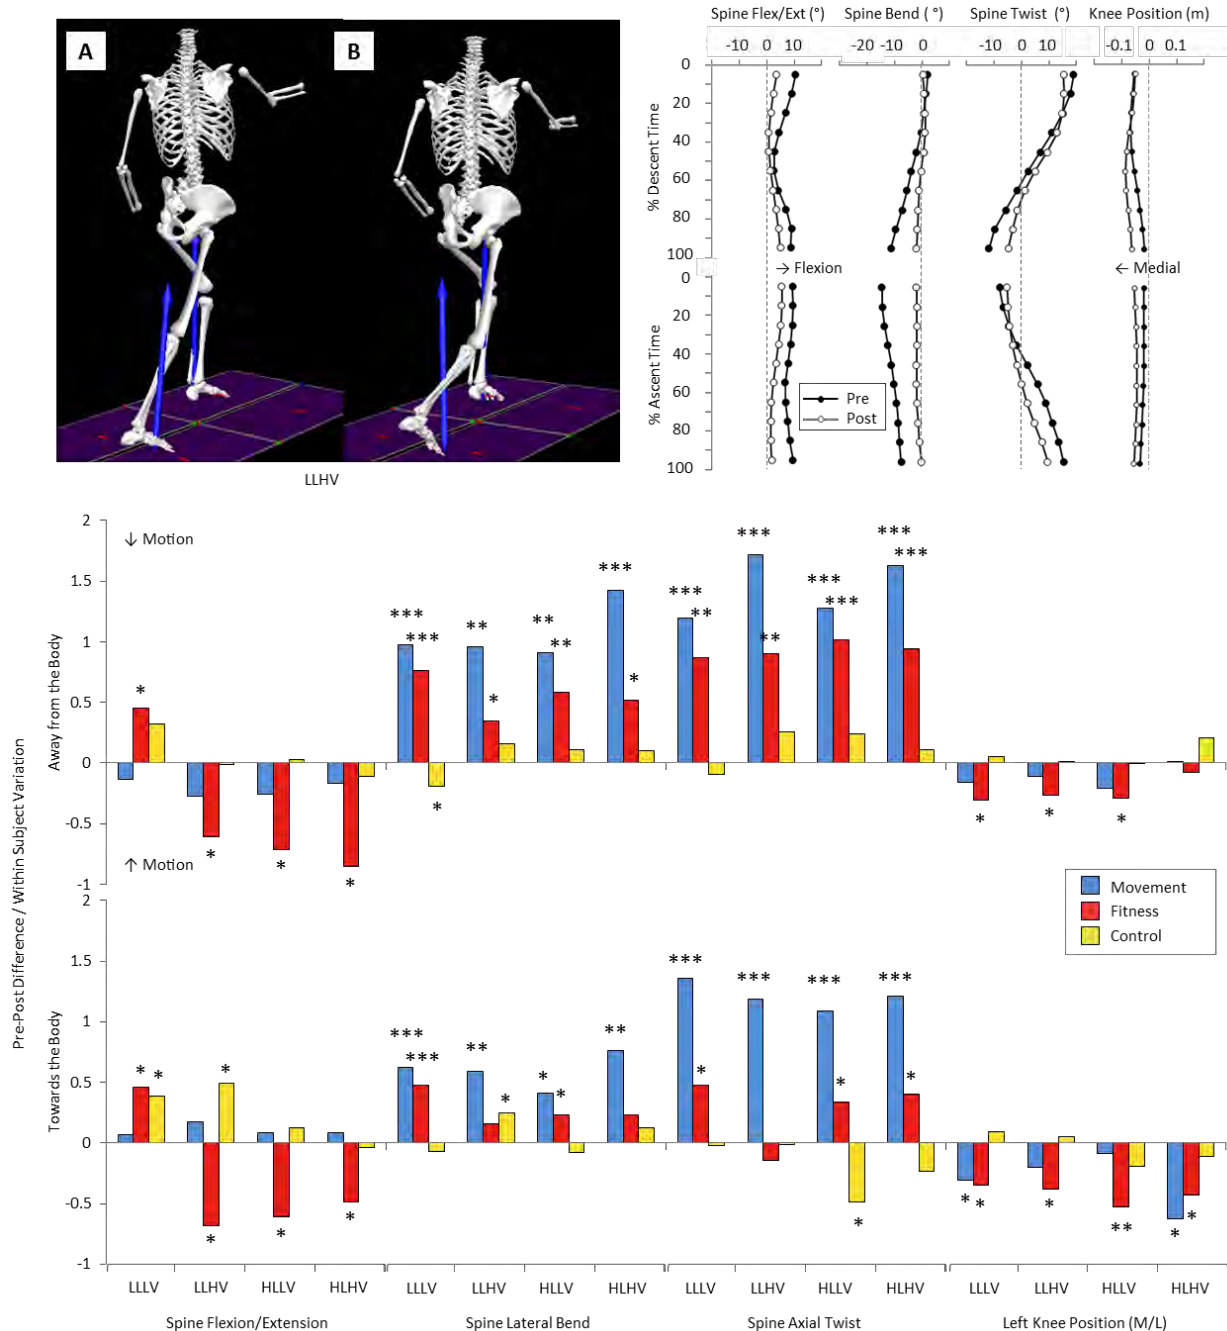 A
B
LLHV
Spine Flex/Ext (°)
Spine Bend ( °)
Spine Twist (°)
Knee Position (m)
-10 0 10
-20 -10 0
-10 0 10
-0.1 0 0.1
% Descent Time
0
20
40
60
80
100
→ Flexion
← Medial
% Ascent Time
0
20
40
60
80
100
Pre
Post
Pre-Post Difference / Within Subject Variation
Away from the Body
2
1.5
1
0.5
0
-0.5
-1
↓ Motion
↑ Motion
*
* * *
*** *** ** * ** ** *** *
*
*** ** *** ** *** *** *** ***
* * *
Movement
Fitness
Control
Towards the Body
2
1.5
1
0.5
0
-0.5
-1
* * *
* * *
*** *** ** * * * **
*** * *** *** * *** *
*
* * * ** * *
LLLV LLHV HLLV HLHV LLLV LLHV HLLV HLHV LLLV LLHV HLLV HLHV LLLV LLHV HLLV HLHV
Spine Flexion/Extension
Spine Lateral Bend
Spine Axial Twist
Left Knee Position (M/L)